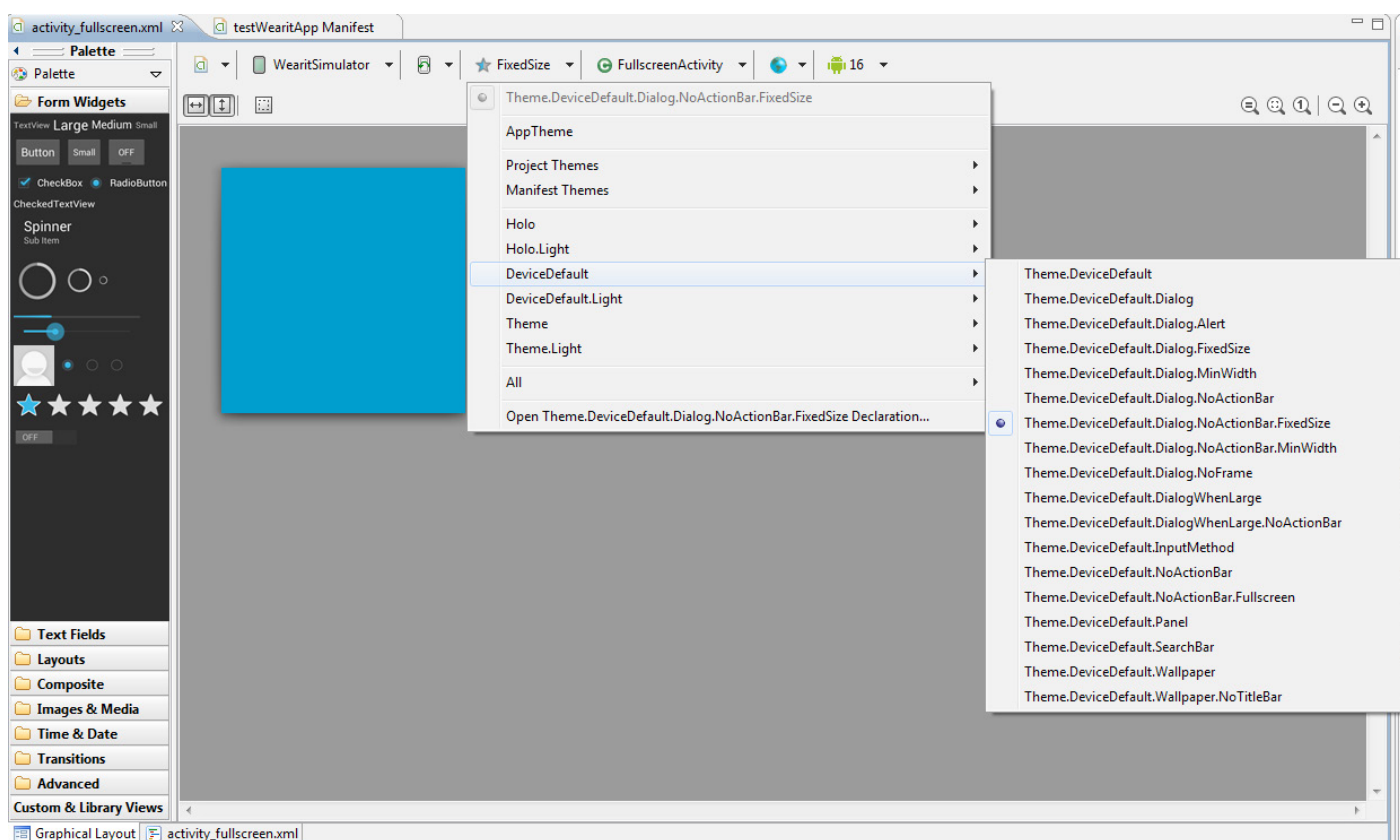 activity_fullscreen.xml
testWearitApp Manifest
Palette
Palette
WearitSimulator
FixedSize
FullscreenActivity
16
Form Widgets
TextView Large Medium Small
Button Small OFF
CheckBox RadioButton
CheckedTextView
Spinner
Sub Item
OFF
Text Fields
Layouts
Composite
Images & Media
Time & Date
Transitions
Advanced
Custom & Library Views
Graphical Layout
activity_fullscreen.xml
Theme.DeviceDefault.Dialog.NoActionBar.FixedSize
AppTheme
Project Themes
Manifest Themes
Holo
Holo.Light
DeviceDefault
DeviceDefault.Light
Theme
Theme.Light
All
Open Theme.DeviceDefault.Dialog.NoActionBar.FixedSize Declaration...
Theme.DeviceDefault
Theme.DeviceDefault.Dialog
Theme.DeviceDefault.Dialog.Alert
Theme.DeviceDefault.Dialog.FixedSize
Theme.DeviceDefault.Dialog.MinWidth
Theme.DeviceDefault.Dialog.NoActionBar
Theme.DeviceDefault.Dialog.NoActionBar.FixedSize
Theme.DeviceDefault.Dialog.NoActionBar.MinWidth
Theme.DeviceDefault.Dialog.NoFrame
Theme.DeviceDefault.DialogWhenLarge
Theme.DeviceDefault.DialogWhenLarge.NoActionBar
Theme.DeviceDefault.InputMethod
Theme.DeviceDefault.NoActionBar
Theme.DeviceDefault.NoActionBar.Fullscreen
Theme.DeviceDefault.Panel
Theme.DeviceDefault.SearchBar
Theme.DeviceDefault.Wallpaper
Theme.DeviceDefault.Wallpaper.NoTitleBar